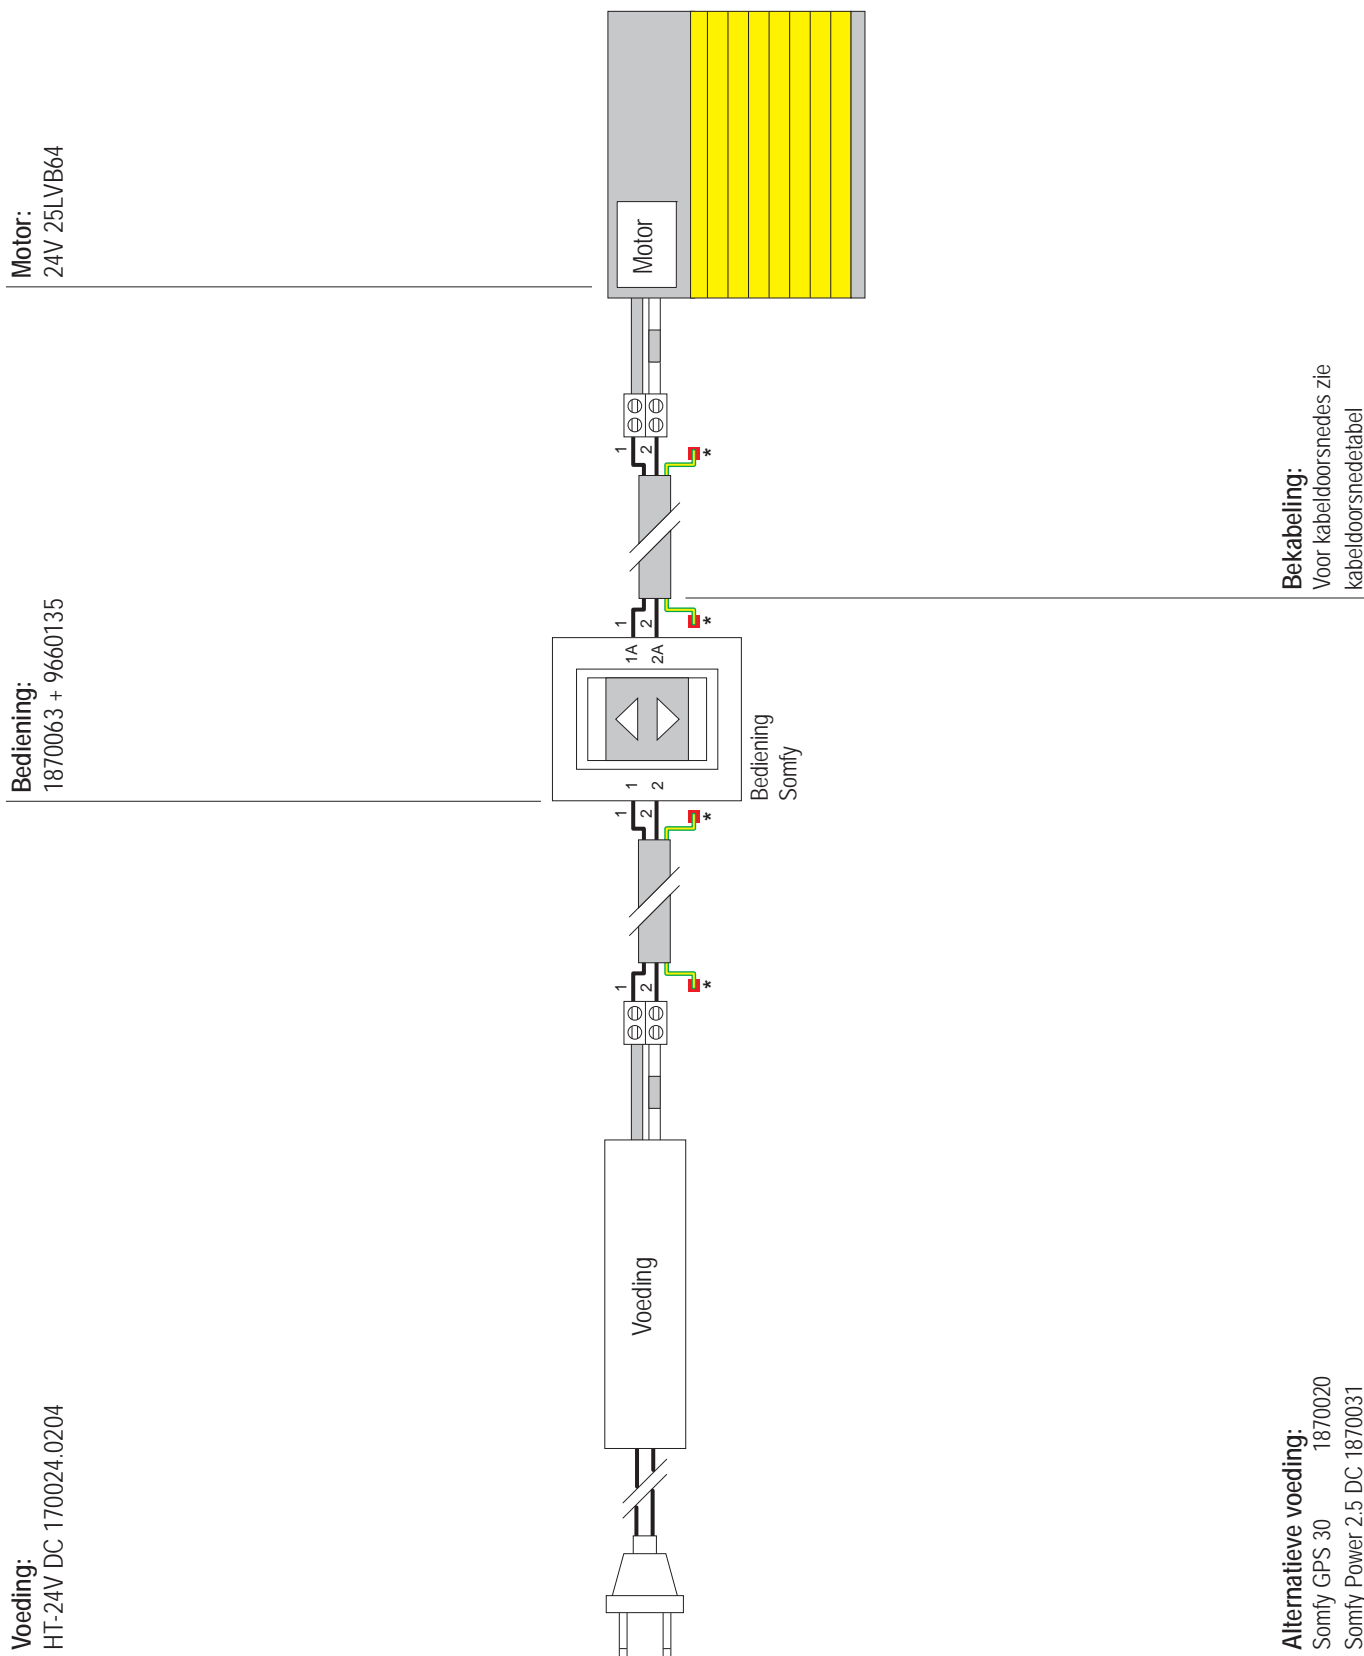 Voeding:
HT-24V DC 170024.0204
Bediening:
1870063 + 9660135
Motor:
24V 25LVB64
Voeding
1
2
*
*
1
2
1
2
Bediening
Somfy
1A
2A
1
2
*
*
1
2
Motor
Alternatieve voeding:
Somfy GPS 30 1870020
Somfy Power 2.5 DC 1870031
Bekabeling:
Voor kabeldoorsnedes zie
kabeldoorsnedetabel